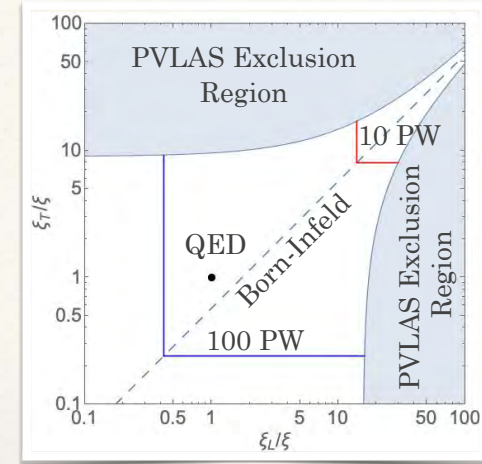 100
50
10
5
1
0.5
0.1
ξT/ξ
PVLAS Exclusion
Region
10 PW
QED
Born-Infeld
100 PW
PVLAS Exclusion
Region
0.1
0.5
1
5
10
50
100
ξL/ξ